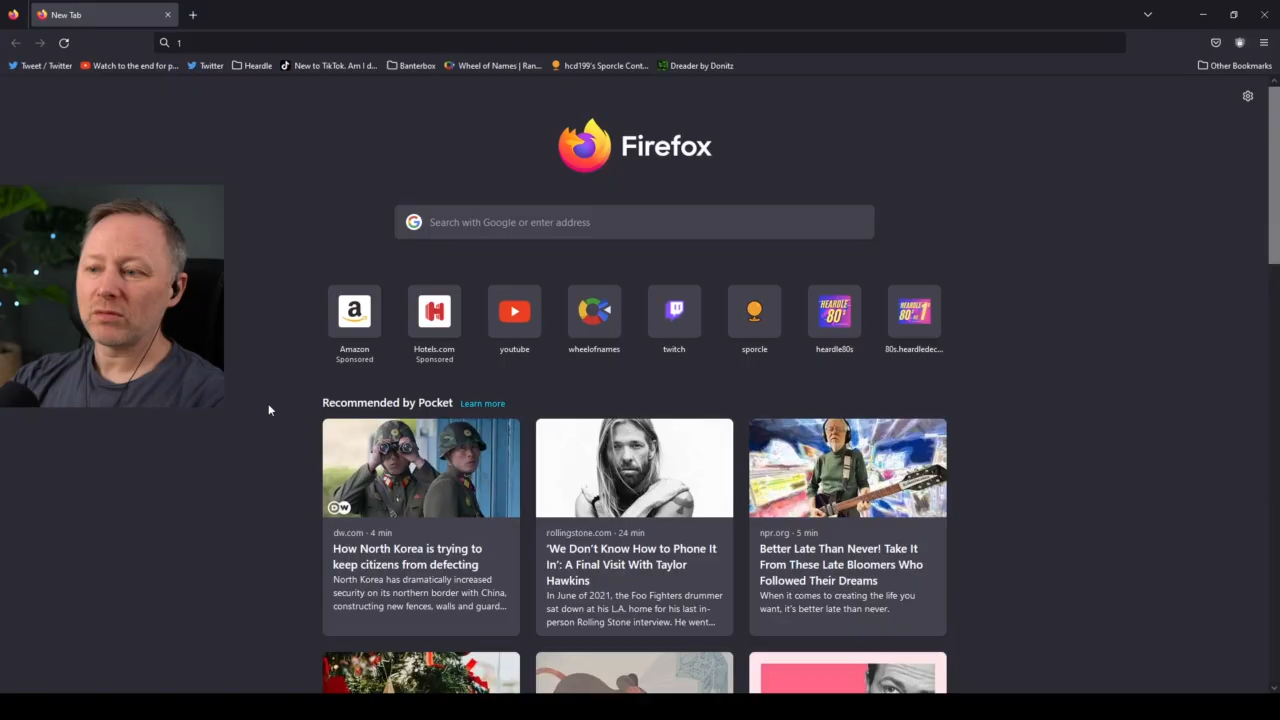 New Tab
1
Tweet / Twitter
Watch to the end for p...
Twitter
Heardle
New to TikTok. Am I d...
Banterbox
Wheel of Names | Ran...
hcd199's Sporcle Cont...
Dreader by Donitz
Other Bookmarks
Firefox
Search with Google or enter address
Amazon
Sponsored
Hotels.com
Sponsored
youtube
wheelofnames
twitch
sporcle
HEARDLE
80's
heardle80s
HEARDLE
80's
80s.heardledec...
Recommended by Pocket Learn more
DW
dw.com · 4 min
How North Korea is trying to
keep citizens from defecting
North Korea has dramatically increased
security on its northern border with China,
constructing new fences, walls and guard...
rollingstone.com · 24 min
‘We Don’t Know How to Phone It
In’: A Final Visit With Taylor
Hawkins
In June of 2021, the Foo Fighters drummer
sat down at his L.A. home for his last in-
person Rolling Stone interview. He went...
npr.org · 5 min
Better Late Than Never! Take It
From These Late Bloomers Who
Followed Their Dreams
When it comes to creating the life you
want, it's better late than never.